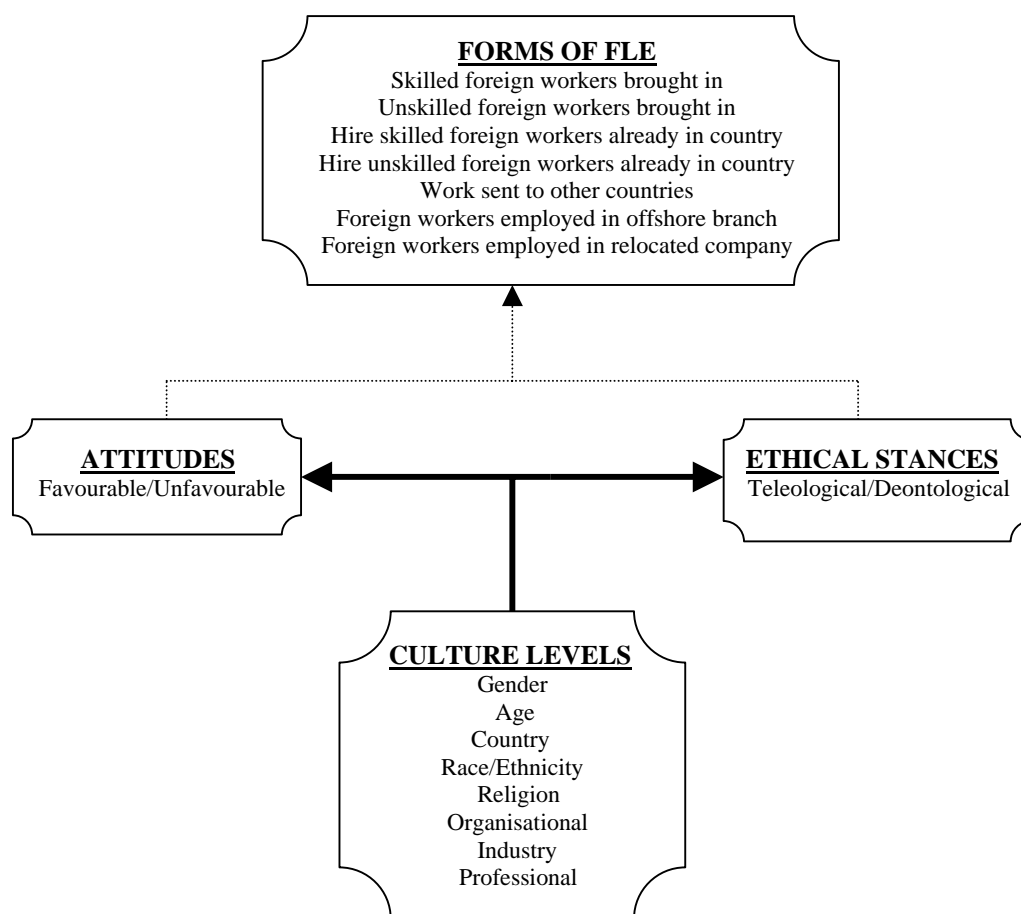 FORMS OF FLE
Skilled foreign workers brought in
Unskilled foreign workers brought in
Hire skilled foreign workers already in country
Hire unskilled foreign workers already in country
Work sent to other countries
Foreign workers employed in offshore branch
Foreign workers employed in relocated company
ATTITUDES
Favourable/Unfavourable
ETHICAL STANCES
Teleological/Deontological
CULTURE LEVELS
Gender
Age
Country
Race/Ethnicity
Religion
Organisational
Industry
Professional